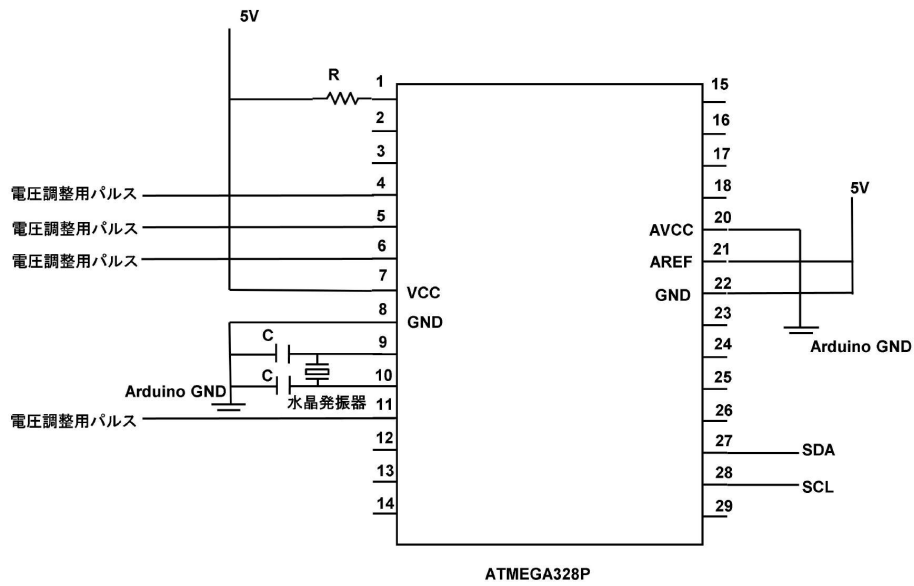 5V
R
1
2
3
電圧調整用パルス 4
電圧調整用パルス 5
電圧調整用パルス 6
7
VCC
8
GND
C
9
C
10
Arduino GND
水晶発振器
11
電圧調整用パルス
12
13
14
15
16
17
18
5V
20
AVCC
21
AREF
22
GND
23
Arduino GND
24
25
26
27
SDA
28
SCL
29
ATMEGA328P